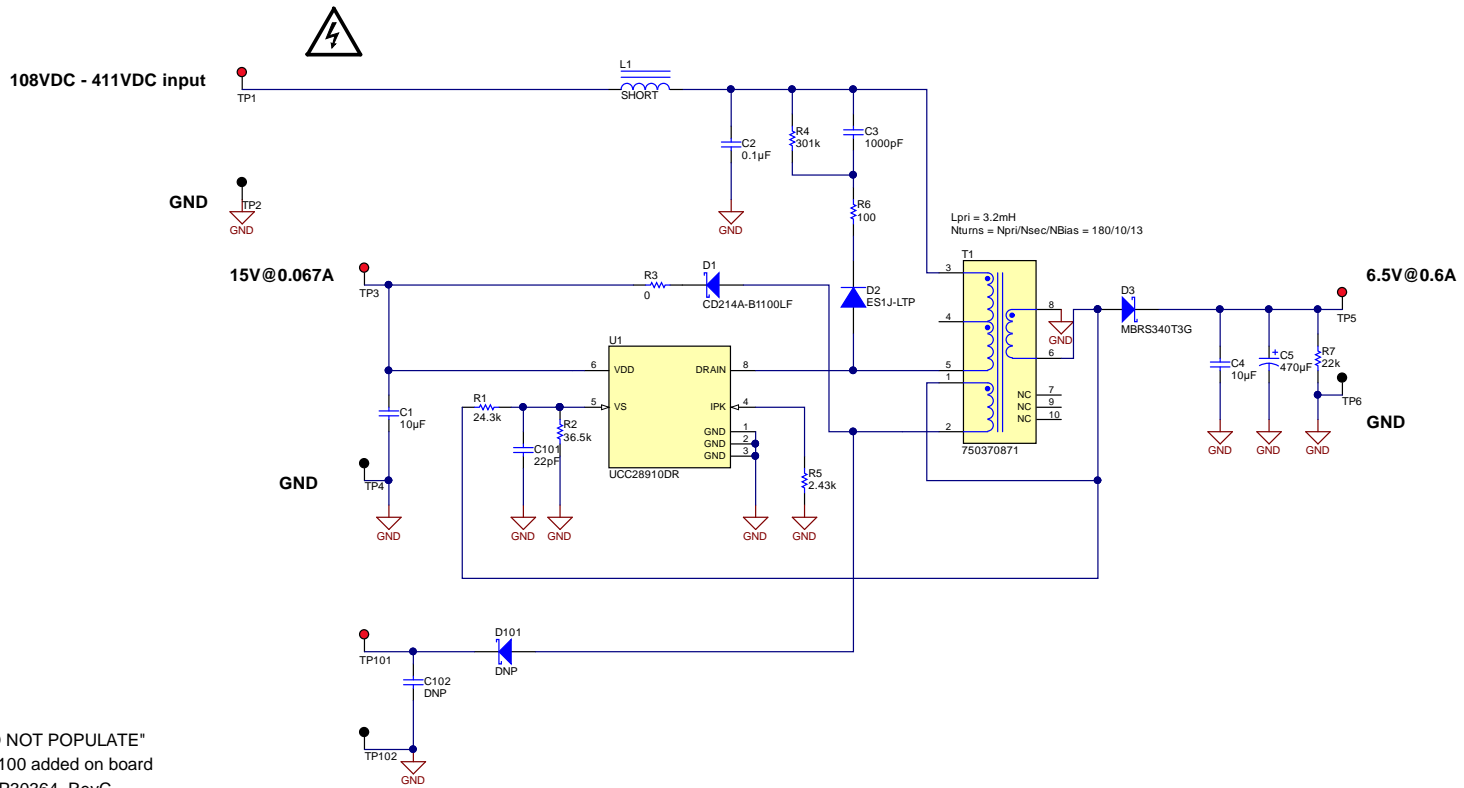 108VDC - 411VDC input
TP1
L1
SHORT
C2
0.1µF
R4
301k
C3
1000pF
GND
TP2
GND
GND
R6
100
Lpri = 3.2mH
Nturns = Npri/Nsec/NBias = 180/10/13
15V@0.067A
TP3
R3
0
D1
CD214A-B1100LF
D2
ES1J-LTP
T1
3
4
5
1
2
8
6
NC 7
NC 9
NC 10
GND
750370871
D3
MBRS340T3G
6.5V@0.6A
TP5
C4
10µF
C5
470µF
R7
22k
TP6
GND
GND
GND
GND
U1
6 VDD
DRAIN 8
5 VS
IPK 4
GND 1
GND 2
GND 3
UCC28910DR
C1
10µF
R1
24.3k
R2
36.5k
C101
22pF
R5
2.43k
GND
TP4
GND
GND
GND
GND
GND
TP101
D101
DNP
C102
DNP
TP102
GND
NOT POPULATE"
100 added on board